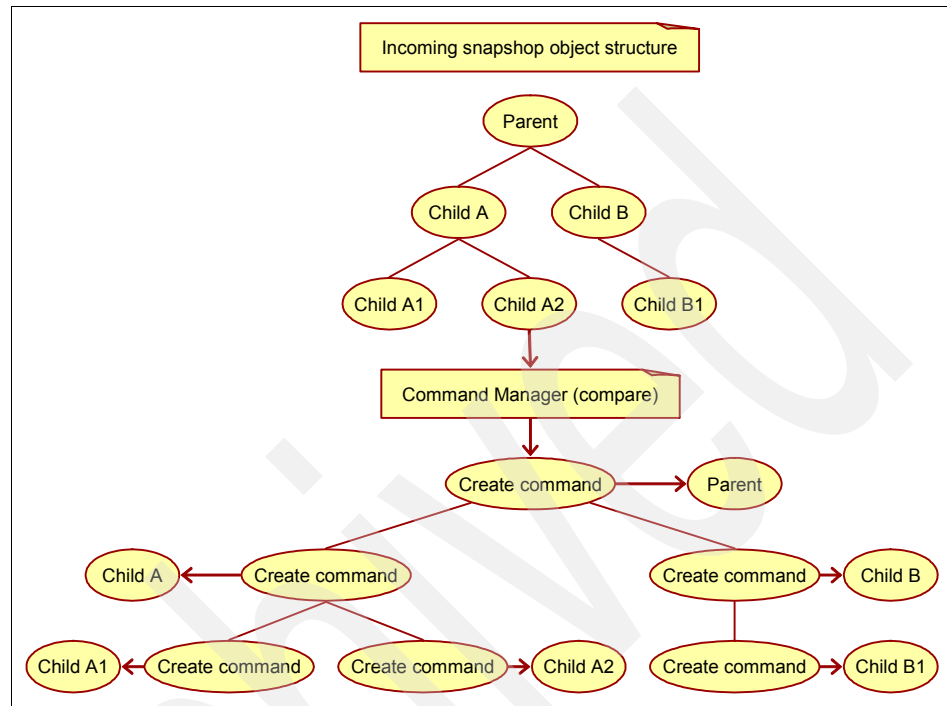 Incoming snapshop object structure
Parent
Child A
Child B
Child A1
Child A2
Child B1
Command Manager (compare)
Create command
Parent
Child A
Create command
Create command
Child B
Child A1
Create command
Create command
Child A2
Create command
Child B1